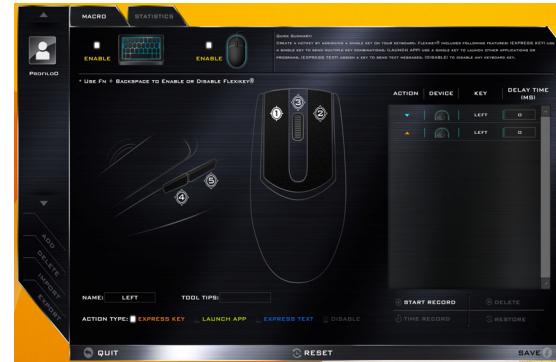 MACRO STATISTICS
ENABLE ENABLE
QUICK SUMMARY:
CREATE A HOTKEY BY ASSIGNING A SINGLE KEY ON YOUR KEYBOARD. FLEXIKEY® INCLUDES FOLLOWING FEATURES: (EXPRESS KEY) USE
A SINGLE KEY TO SEND MULTIPLE KEY COMBINATIONS. (LAUNCH APP) USE A SINGLE KEY TO LAUNCH OTHER APPLICATIONS OR
PROGRAMS. (EXPRESS TEXT) ASSIGN A KEY TO SEND TEXT MESSAGES. (DISABLE) TO DISABLE ANY KEYBOARD KEY.
PROFILE0
* USE FN + BACKSPACE TO ENABLE OR DISABLE FLEXIKEY®
ACTION DEVICE KEY DELAY TIME
(MS)
LEFT 0
LEFT 0
1 2 3
4 5
ADD
DELETE
IMPORT
EXPORT
NAME: LEFT TOOL TIPS:
ACTION TYPE: EXPRESS KEY LAUNCH APP EXPRESS TEXT DISABLE
START RECORD DELETE
TIME RECORD RESTORE
QUIT RESET SAVE